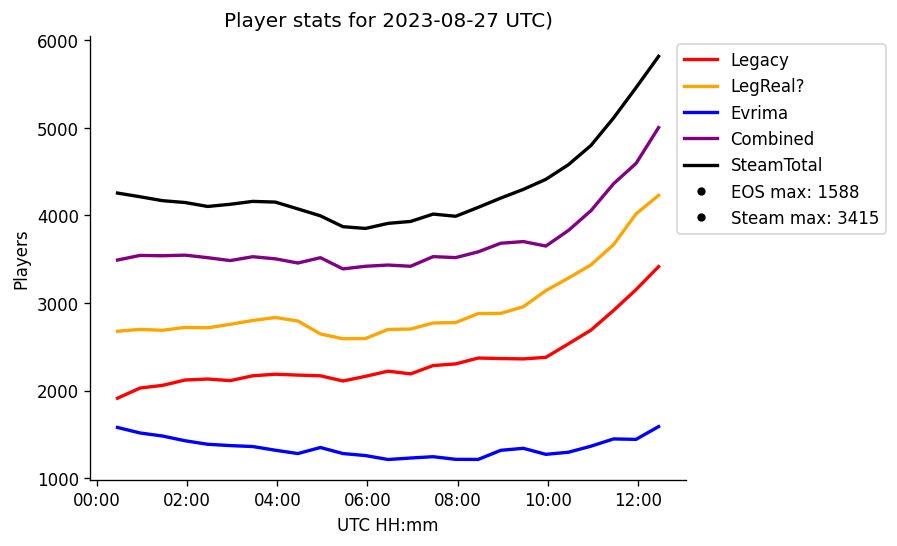 Player stats for 2023-08-27 UTC)
6000
5000
4000
3000
2000
1000
Players
00:00 02:00 04:00 06:00 08:00 10:00 12:00
UTC HH:mm
Legacy
LegReal?
Evrima
Combined
SteamTotal
EOS max: 1588
Steam max: 3415